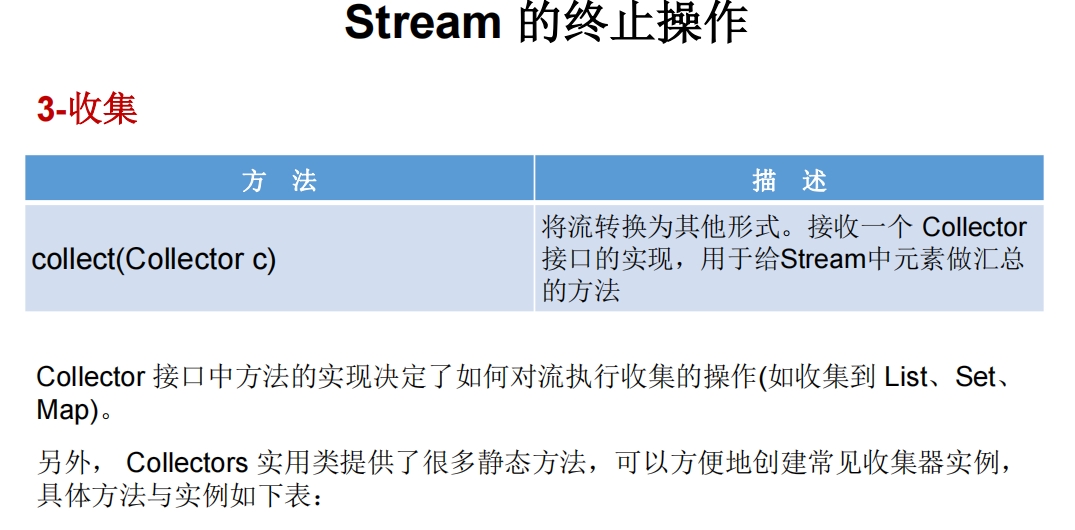 Stream 的终止操作
3-收集
方 法
描 述
collect(Collector c)
将流转换为其他形式。接收一个 Collector
接口的实现，用于给Stream中元素做汇总
的方法
Collector 接口中方法的实现决定了如何对流执行收集的操作(如收集到 List、Set、
Map)。
另外， Collectors 实用类提供了很多静态方法，可以方便地创建常见收集器实例，
具体方法与实例如下表：